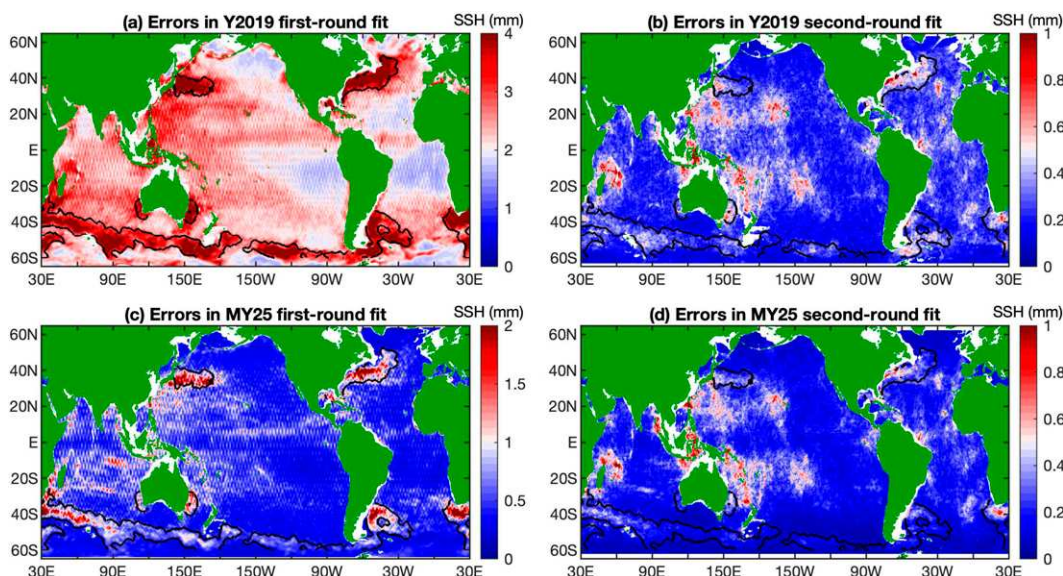 (a) Errors in Y2019 first-round fit SSH (mm)
60N
40N
20N
E
20S
40S
60S
30E 90E 150E 150W 90W 30W 30E
4
3
2
1
0
(b) Errors in Y2019 second-round fit SSH (mm)
60N
40N
20N
E
20S
40S
60S
30E 90E 150E 150W 90W 30W 30E
1
0.8
0.6
0.4
0.2
0
(c) Errors in MY25 first-round fit SSH (mm)
60N
40N
20N
E
20S
40S
60S
30E 90E 150E 150W 90W 30W 30E
2
1.5
1
0.5
0
(d) Errors in MY25 second-round fit SSH (mm)
60N
40N
20N
E
20S
40S
60S
30E 90E 150E 150W 90W 30W 30E
1
0.8
0.6
0.4
0.2
0